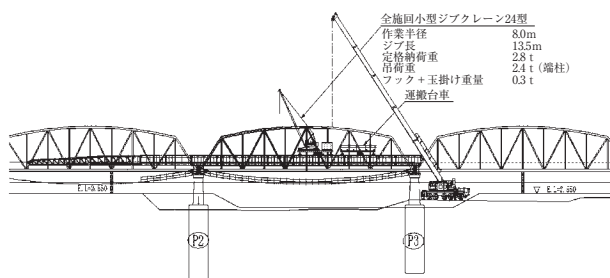 全施回小型ジブクレーン24型
作業半径 8.0m
ジブ長 13.5m
定格納荷重 2.8 t
吊荷重 2.4 t (端柱)
フック＋玉掛け重量 0.3 t
運搬台車
P2
P3